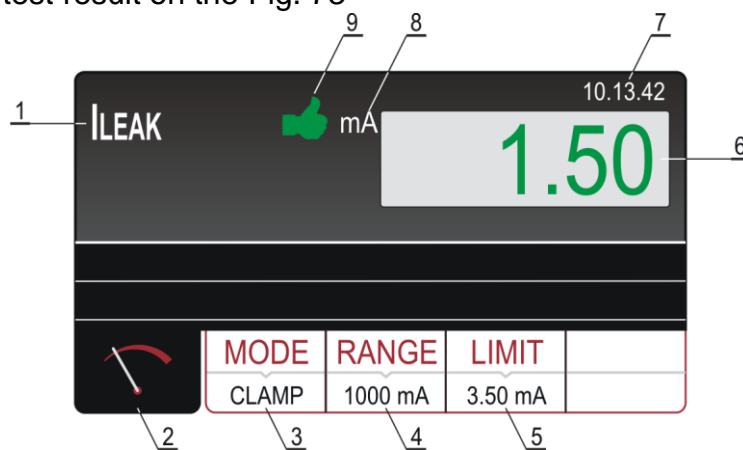 test result on the Fig. 78
9 8 7
10.13.42
1 ILEAK mA
1.50 6
MODE RANGE LIMIT
CLAMP 1000 mA 3.50 mA
2 3 4 5